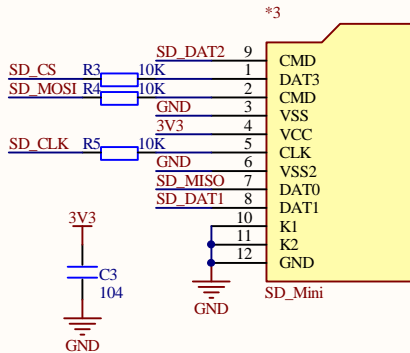 *3
SD_DAT2 9 CMD
SD_CS R3 10K 1 DAT3
SD_MOSI R4 10K 2 CMD
GND 3 VSS
3V3 4 VCC
SD_CLK R5 10K 5 CLK
GND 6 VSS2
SD_MISO 7 DAT0
SD_DAT1 8 DAT1
10 K1
11 K2
12 GND
SD_Mini
GND
3V3
C3
104
GND